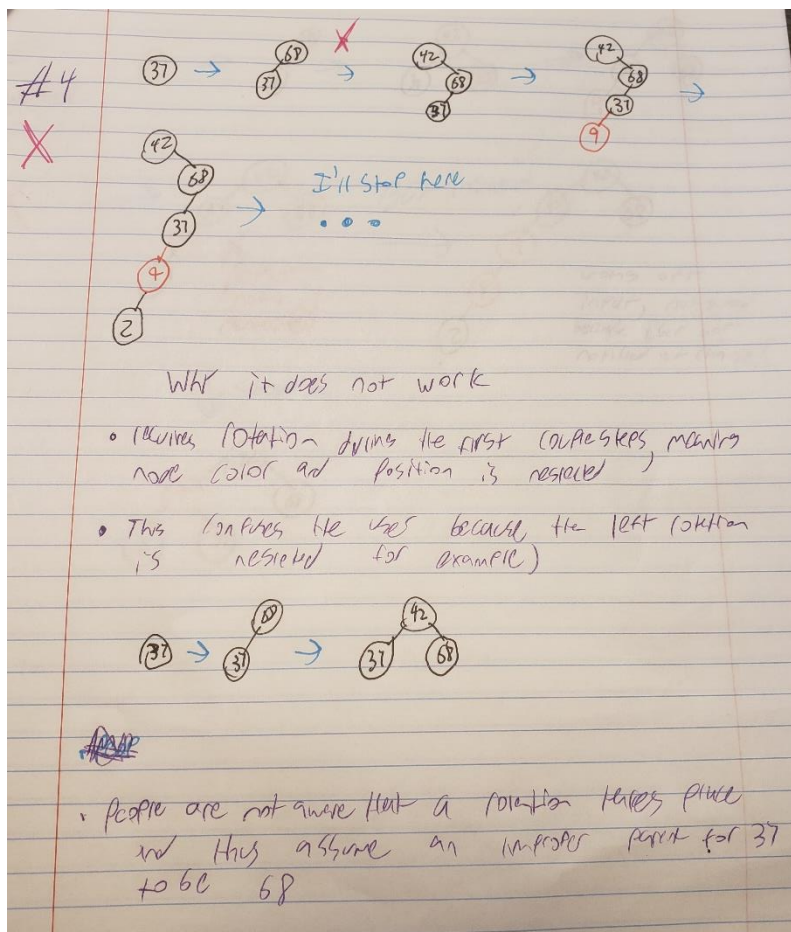 #4
37 → 68 37 X → 42 68 37 → 42 68 37 9 →
X
42 68 37 9 2 → I'll stop here
...
Why it does not work
• requires rotation during the first couple steps, meaning
node color and position is neglected
• This confuses the user because the left rotation
is neglected for example)
37 → 68 37 → 42 37 68
• People are not aware that a rotation takes place
and thus assume an improper parent for 37
to be 68